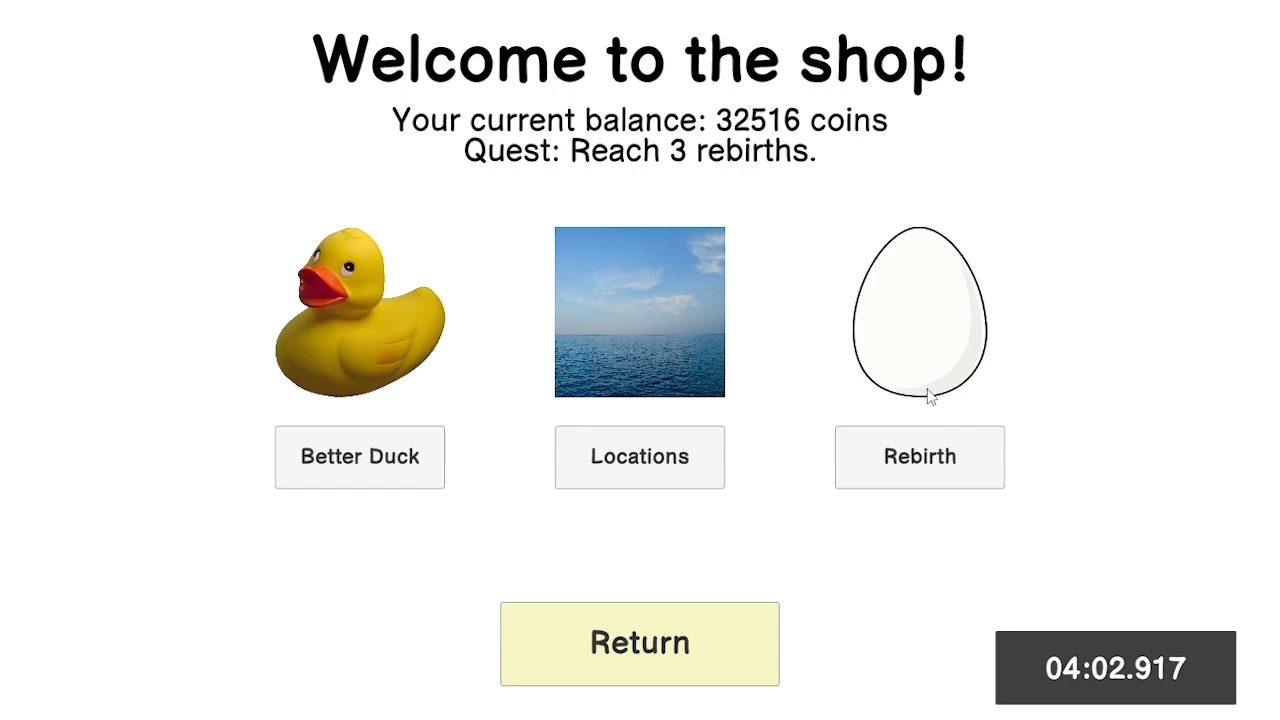 Welcome to the shop!
Your current balance: 32516 coins
Quest: Reach 3 rebirths.
Better Duck
Locations
Rebirth
Return
04:02.917